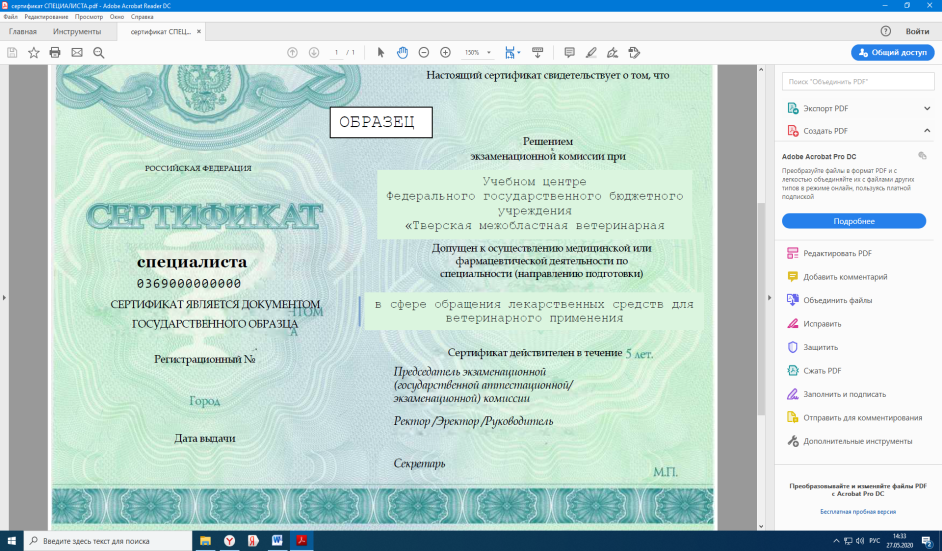 сертификат СПЕЦИАЛИСТА.pdf - Adobe Acrobat Reader DC
Файл Редактирование Просмотр Окно Справка
Главная Инструменты сертификат СПЕЦ... × Войти
1 / 1 150% Общий доступ
Настоящий сертификат свидетельствует о том, что
ОБРАЗЕЦ
Решением
экзаменационной комиссии при
РОССИЙСКАЯ ФЕДЕРАЦИЯ
СЕРТИФИКАТ
специалиста
0369000000000
СЕРТИФИКАТ ЯВЛЯЕТСЯ ДОКУМЕНТОМ
ГОСУДАРСТВЕННОГО ОБРАЗЦА
Регистрационный №
Город
Дата выдачи
Учебном центре
Федерального государственного бюджетного
учреждения
«Тверская межобластная ветеринарная
Допущен к осуществлению медицинской или
фармацевтической деятельности по
специальности (направлению подготовки)
в сфере обращения лекарственных средств для
ветеринарного применения
Сертификат действителен в течение 5 лет.
Председатель экзаменационной
(государственной аттестационной/
экзаменационной) комиссии
Ректор /Эректор /Руководитель
Секретарь
М.П.
Поиск "Объединить PDF"
Экспорт PDF
Создать PDF
Adobe Acrobat Pro DC
Преобразуйте файлы в формат PDF и с
легкостью объединяйте их с файлами других
типов в режиме онлайн, пользуясь платной
подпиской
Подробнее
Редактировать PDF
Добавить комментарий
Объединить файлы
Исправить
Защитить
Сжать PDF
Заполнить и подписать
Отправить для комментирования
Дополнительные инструменты
Преобразовывайте и изменяйте файлы PDF
с Acrobat Pro DC
Бесплатная пробная версия
Введите здесь текст для поиска
РУС
14:33
27.05.2020